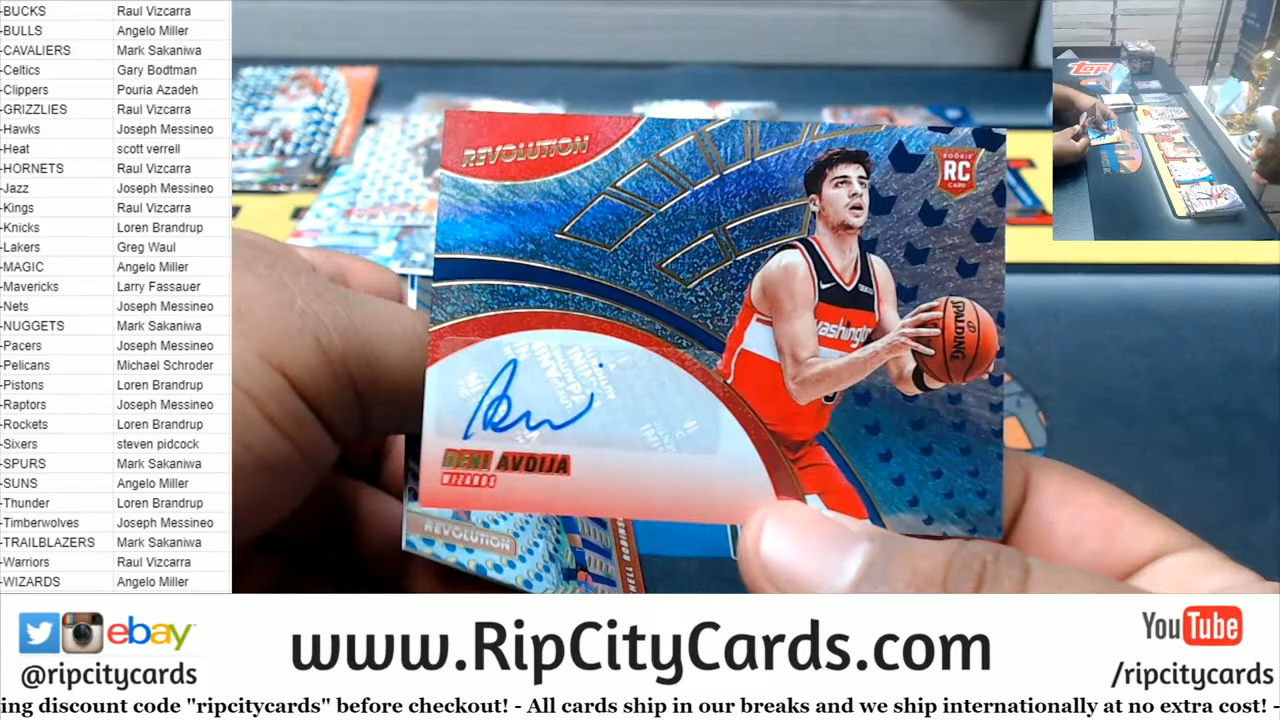 -BUCKS Raul Vizcarra
-BULLS Angelo Miller
-CAVALIERS Mark Sakaniwa
-Celtics Gary Bodtman
-Clippers Pouria Azadeh
-GRIZZLIES Raul Vizcarra
-Hawks Joseph Messineo
-Heat scott verrell
-HORNETS Raul Vizcarra
-Jazz Joseph Messineo
-Kings Raul Vizcarra
-Knicks Loren Brandrup
-Lakers Greg Waul
-MAGIC Angelo Miller
-Mavericks Larry Fassauer
-Nets Joseph Messineo
-NUGGETS Mark Sakaniwa
-Pacers Joseph Messineo
-Pelicans Michael Schroder
-Pistons Loren Brandrup
-Raptors Joseph Messineo
-Rockets Loren Brandrup
-Sixers steven pidcock
-SPURS Mark Sakaniwa
-SUNS Angelo Miller
-Thunder Loren Brandrup
-Timberwolves Joseph Messineo
-TRAILBLAZERS Mark Sakaniwa
-Warriors Raul Vizcarra
-WIZARDS Angelo Miller
REVOLUTION
ROOKIE
RC
CARD
Washington
SPALDING
DENI AVDIJA
WIZARDS
REVOLUTION
Topps
ebay
@ripcitycards
www.RipCityCards.com
YouTube
/ripcitycards
ing discount code "ripcitycards" before checkout! - All cards ship in our breaks and we ship internationally at no extra cost! -